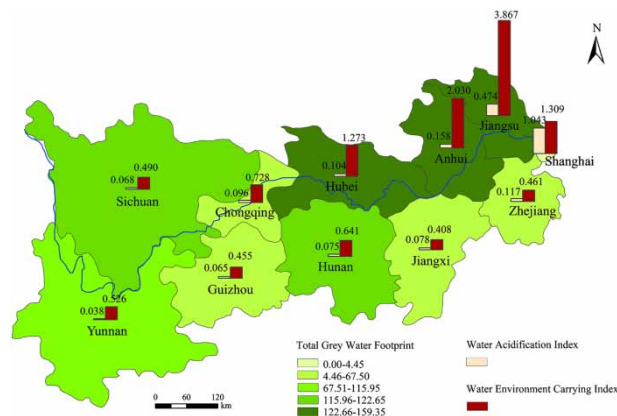 3.867
N
2.030
0.474
Jiangsu
1.309
1.043
1.273
0.158
Anhui
Shanghai
0.490
0.068
Sichuan
0.728
0.096
Chongqing
0.104
Hubei
0.461
0.117
Zhejiang
0.641
0.075
Hunan
0.408
0.078
Jiangxi
0.455
0.065
Guizhou
0.526
0.038
Yunnan
Total Grey Water Footprint
0.00-4.45
4.46-67.50
67.51-115.95
115.96-122.65
122.66-159.35
Water Acidification Index
Water Environment Carrying Index
0 30 60 120
km